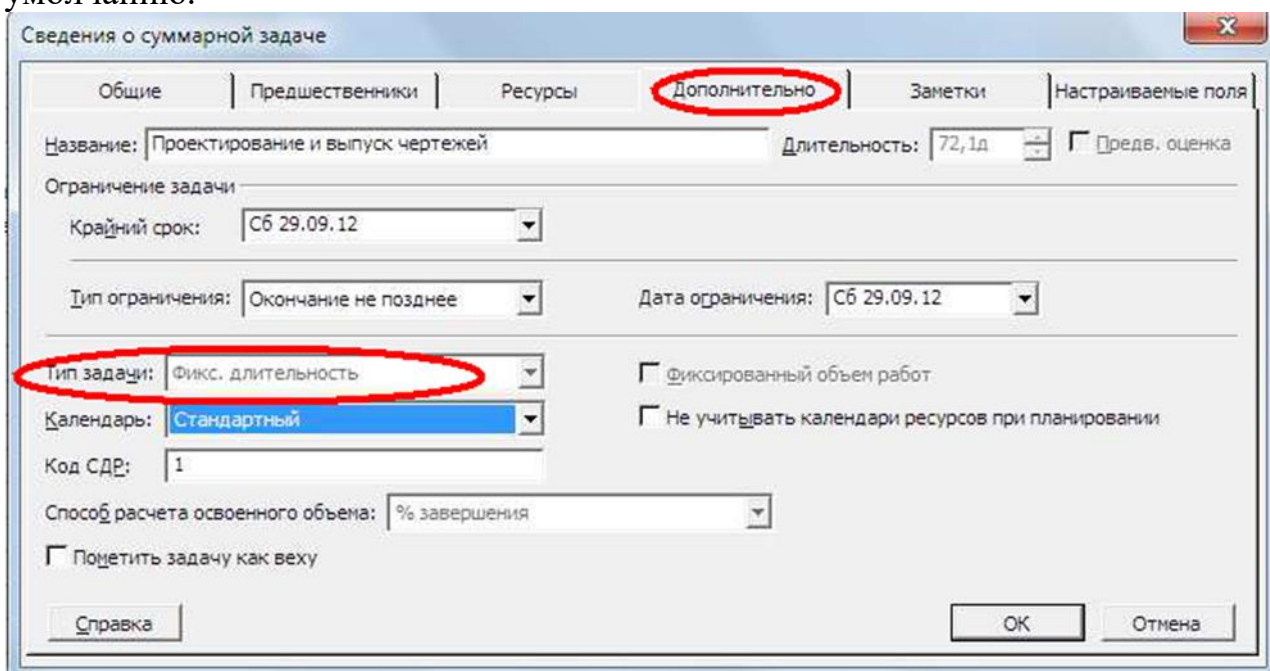 умолчанию.
Сведения о суммарной задаче
Общие Предшественники Ресурсы Дополнительно Заметки Настраиваемые поля
Название: Проектирование и выпуск чертежей Длительность: 72,1д Предв. оценка
Ограничение задачи
Крайний срок: Сб 29.09.12
Тип ограничения: Окончание не позднее Дата ограничения: Сб 29.09.12
Тип задачи: Фикс. длительность Фиксированный объем работ
Календарь: Стандартный Не учитывать календари ресурсов при планировании
Код СДР: 1
Способ расчета освоенного объема: % завершения
Пометить задачу как веху
Справка ОК Отмена